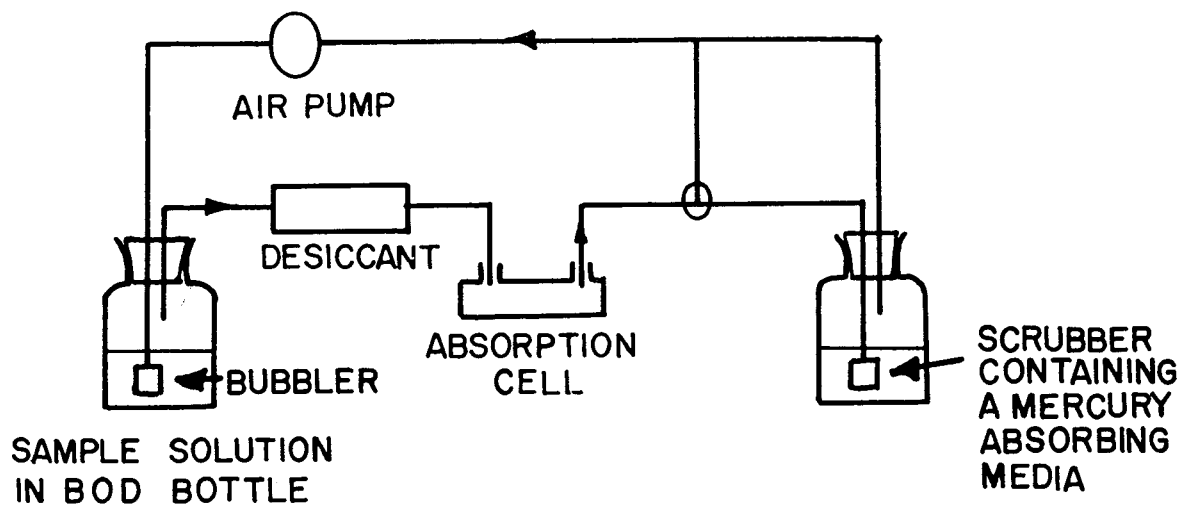 AIR PUMP
DESICCANT
ABSORPTION
CELL
BUBBLER
SAMPLE SOLUTION
IN BOD BOTTLE
SCRUBBER
CONTAINING
A MERCURY
ABSORBING
MEDIA